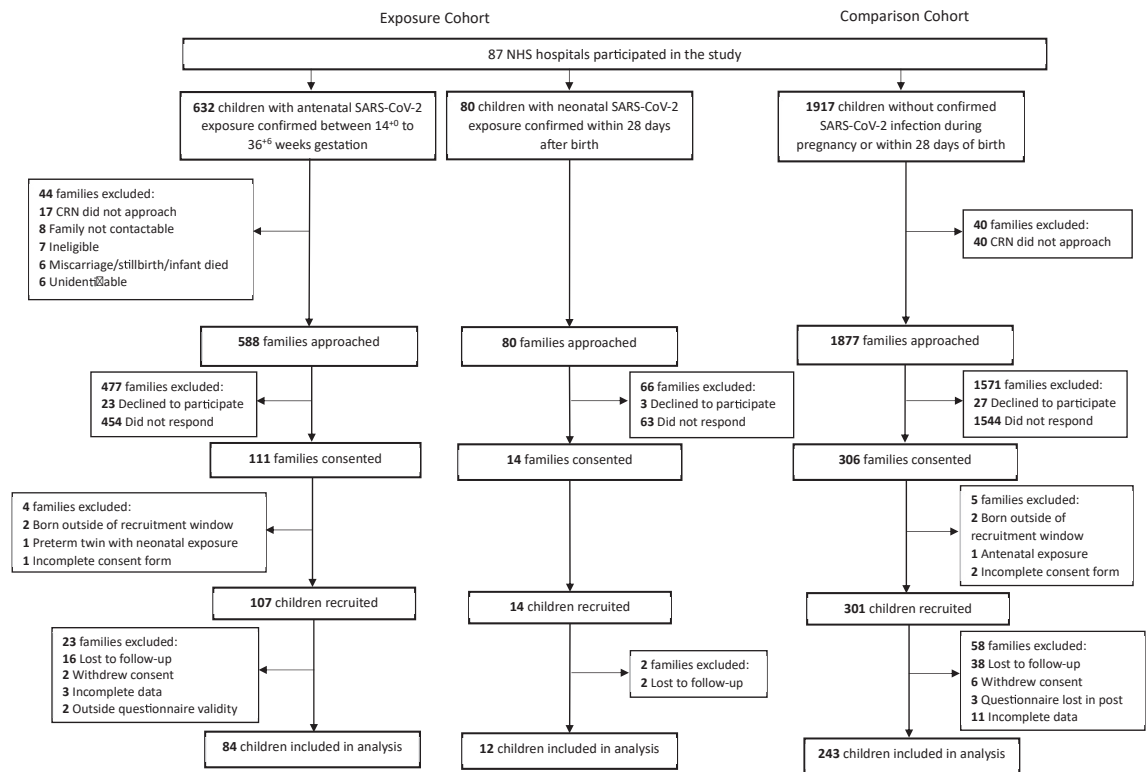 Exposure Cohort
Comparison Cohort
87 NHS hospitals participated in the study
632 children with antenatal SARS-CoV-2
exposure confirmed between 14+0 to
36+6 weeks gestation
80 children with neonatal SARS-CoV-2
exposure confirmed within 28 days
after birth
1917 children without confirmed
SARS-CoV-2 infection during
pregnancy or within 28 days of birth
44 families excluded:
17 CRN did not approach
8 Family not contactable
7 Ineligible
6 Miscarriage/stillbirth/infant died
6 Unidenti☒able
40 families excluded:
40 CRN did not approach
588 families approached
80 families approached
1877 families approached
477 families excluded:
23 Declined to participate
454 Did not respond
66 families excluded:
3 Declined to participate
63 Did not respond
1571 families excluded:
27 Declined to participate
1544 Did not respond
111 families consented
14 families consented
306 families consented
4 families excluded:
2 Born outside of recruitment window
1 Preterm twin with neonatal exposure
1 Incomplete consent form
5 families excluded:
2 Born outside of
recruitment window
1 Antenatal exposure
2 Incomplete consent form
107 children recruited
14 children recruited
301 children recruited
23 families excluded:
16 Lost to follow-up
2 Withdrew consent
3 Incomplete data
2 Outside questionnaire validity
2 families excluded:
2 Lost to follow-up
58 families excluded:
38 Lost to follow-up
6 Withdrew consent
3 Questionnaire lost in post
11 Incomplete data
84 children included in analysis
12 children included in analysis
243 children included in analysis